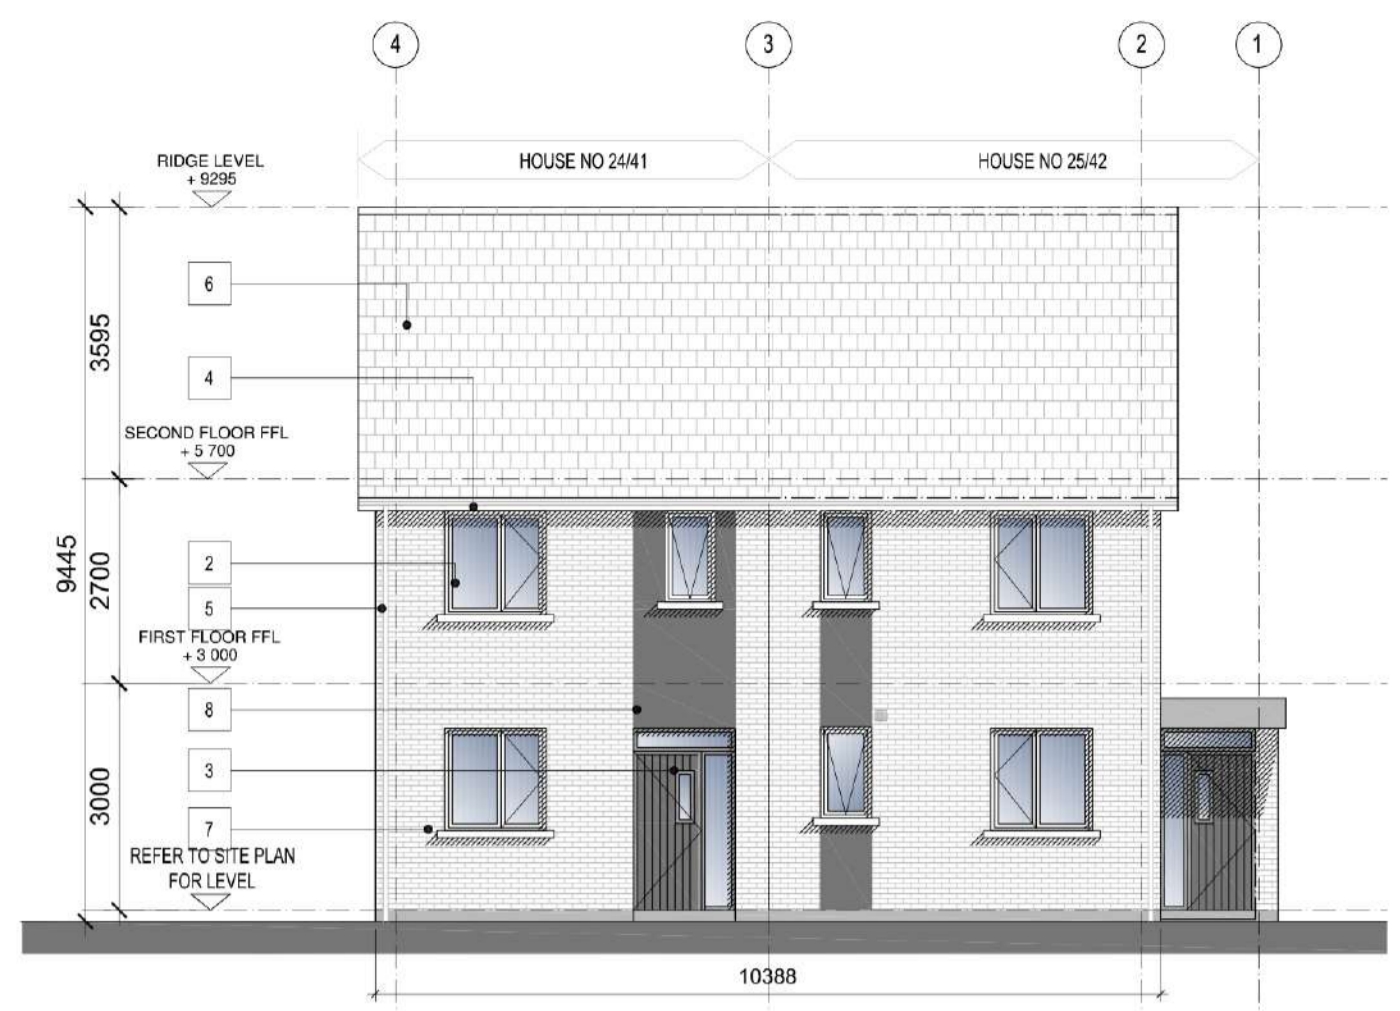 4
3
2
1
HOUSE NO 24/41
HOUSE NO 25/42
RIDGE LEVEL
+ 9295
6
3595
4
SECOND FLOOR FFL
+ 5 700
9445
2700
2
5
FIRST FLOOR FFL
+ 3 000
8
3
3000
7
REFER TO SITE PLAN
FOR LEVEL
10388